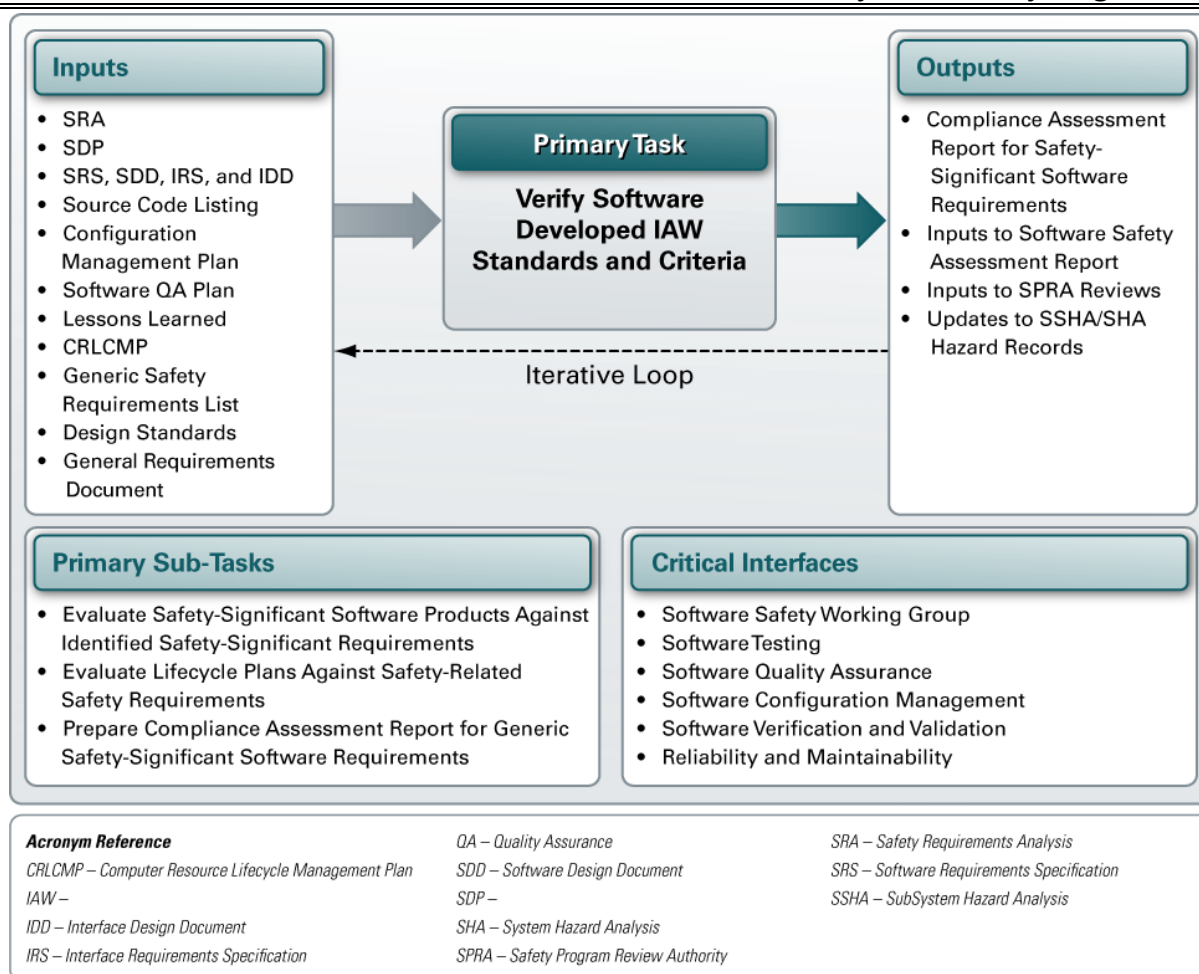 Inputs
• SRA
• SDP
• SRS, SDD, IRS, and IDD
• Source Code Listing
• Configuration
Management Plan
• Software QA Plan
• Lessons Learned
• CRLCMP
• Generic Safety
Requirements List
• Design Standards
• General Requirements
Document
Primary Task
Verify Software
Developed IAW
Standards and Criteria
Iterative Loop
Outputs
• Compliance Assessment
Report for Safety-
Significant Software
Requirements
• Inputs to Software Safety
Assessment Report
• Inputs to SPRA Reviews
• Updates to SSHA/SHA
Hazard Records
Primary Sub-Tasks
• Evaluate Safety-Significant Software Products Against
Identified Safety-Significant Requirements
• Evaluate Lifecycle Plans Against Safety-Related
Safety Requirements
• Prepare Compliance Assessment Report for Generic
Safety-Significant Software Requirements
Critical Interfaces
• Software Safety Working Group
• Software Testing
• Software Quality Assurance
• Software Configuration Management
• Software Verification and Validation
• Reliability and Maintainability
Acronym Reference
CRLCMP – Computer Resource Lifecycle Management Plan
IAW –
IDD – Interface Design Document
IRS – Interface Requirements Specification
QA – Quality Assurance
SDD – Software Design Document
SDP –
SHA – System Hazard Analysis
SPRA – Safety Program Review Authority
SRA – Safety Requirements Analysis
SRS – Software Requirements Specification
SSHA – SubSystem Hazard Analysis